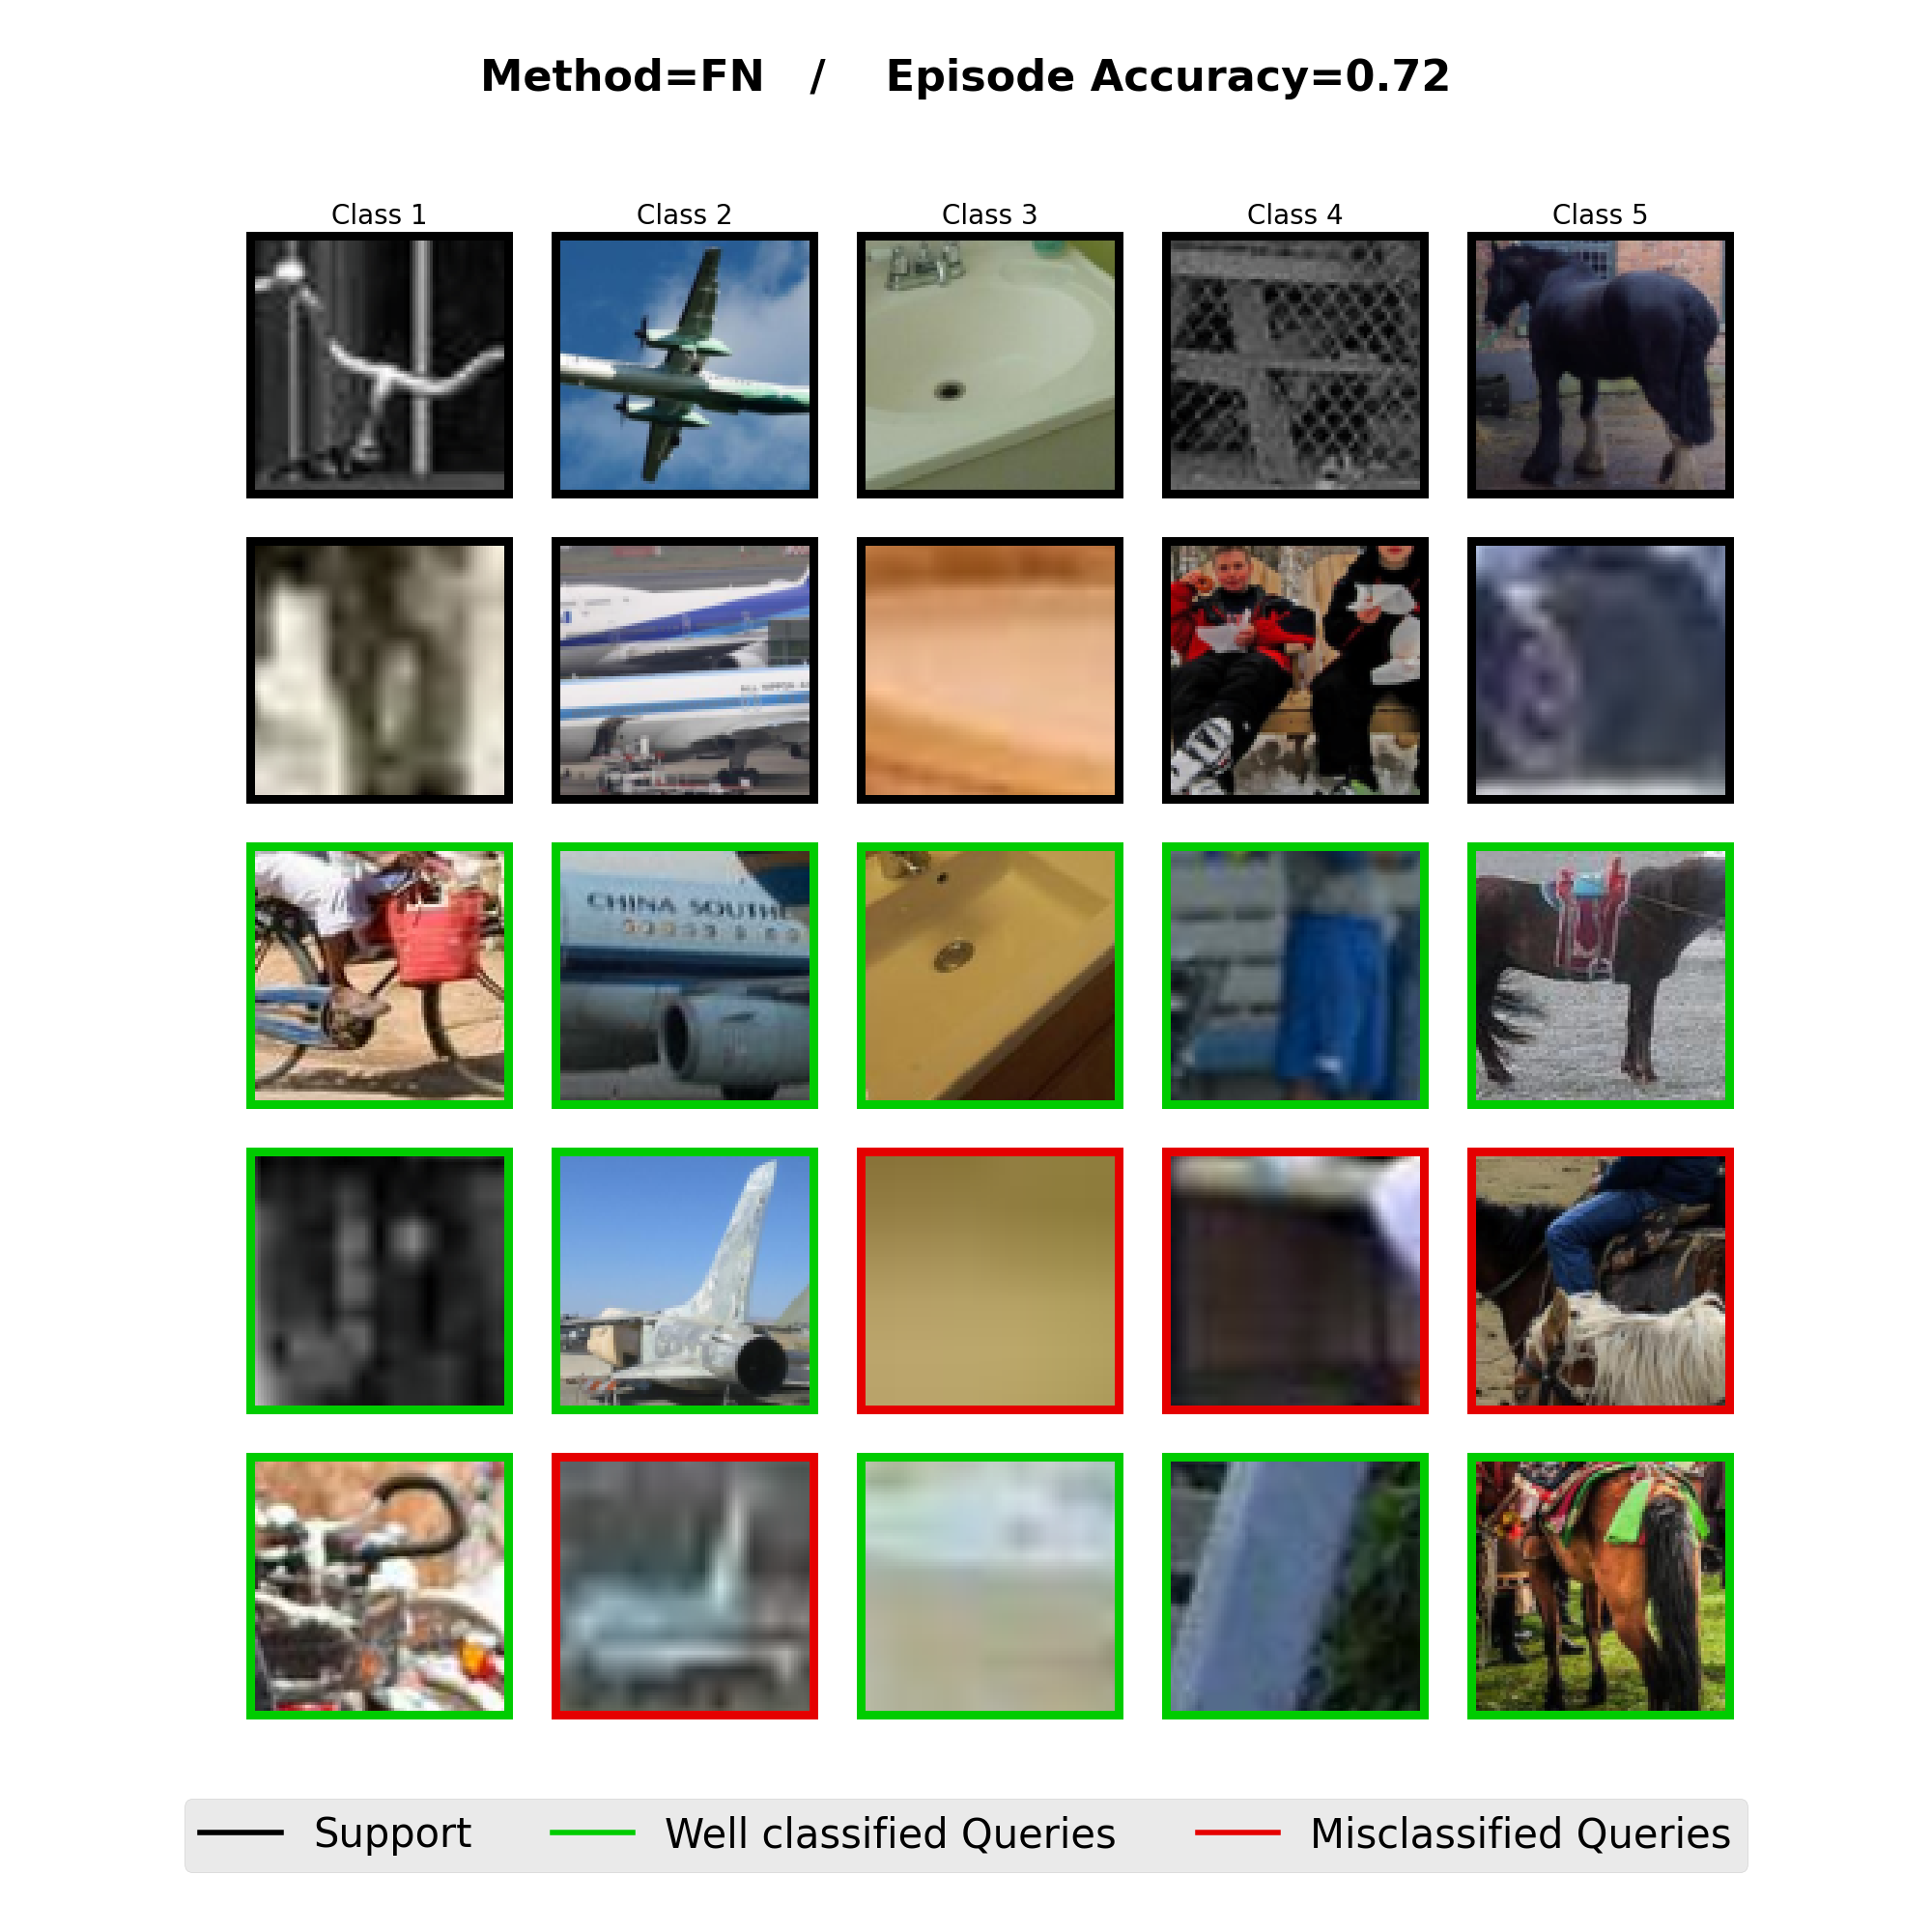 Method=FN / Episode Accuracy=0.72
Class 1 Class 2 Class 3 Class 4 Class 5
CHINA SOUTHE
Support Well classified Queries Misclassified Queries